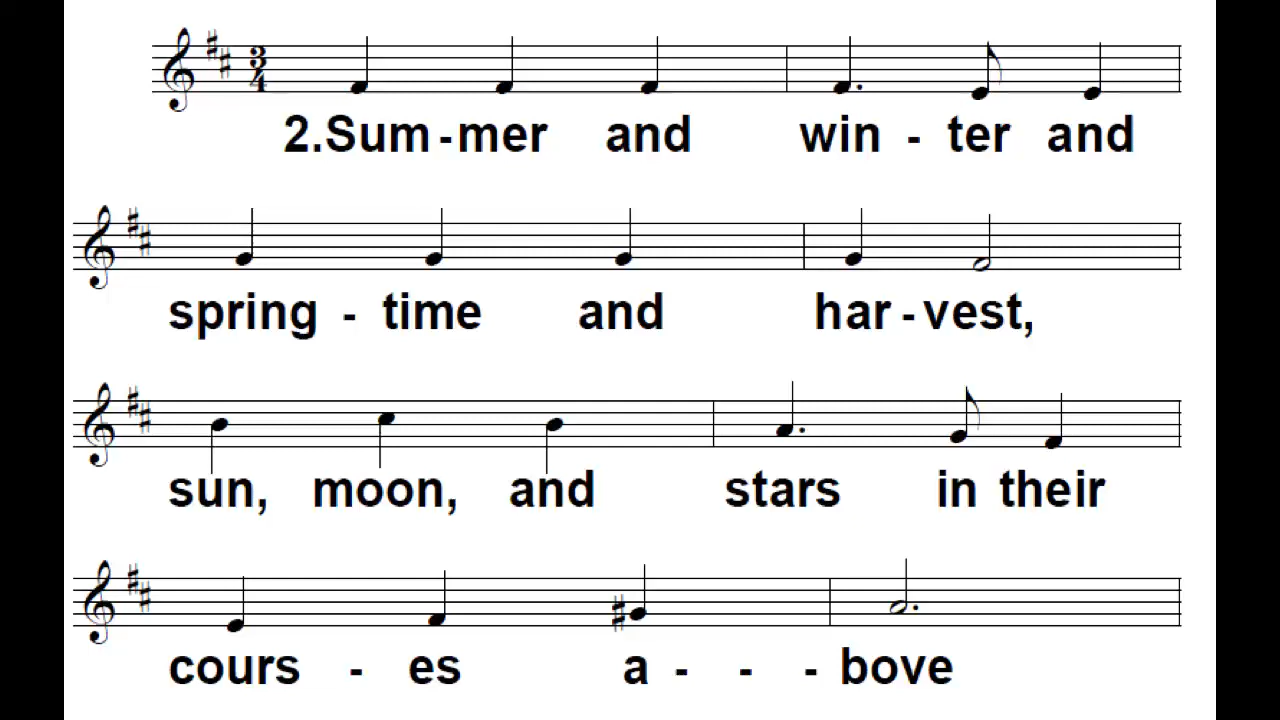 2.Sum-mer and win - ter and
spring - time and har-vest,
sun, moon, and stars in their
cours - es a - - - bove